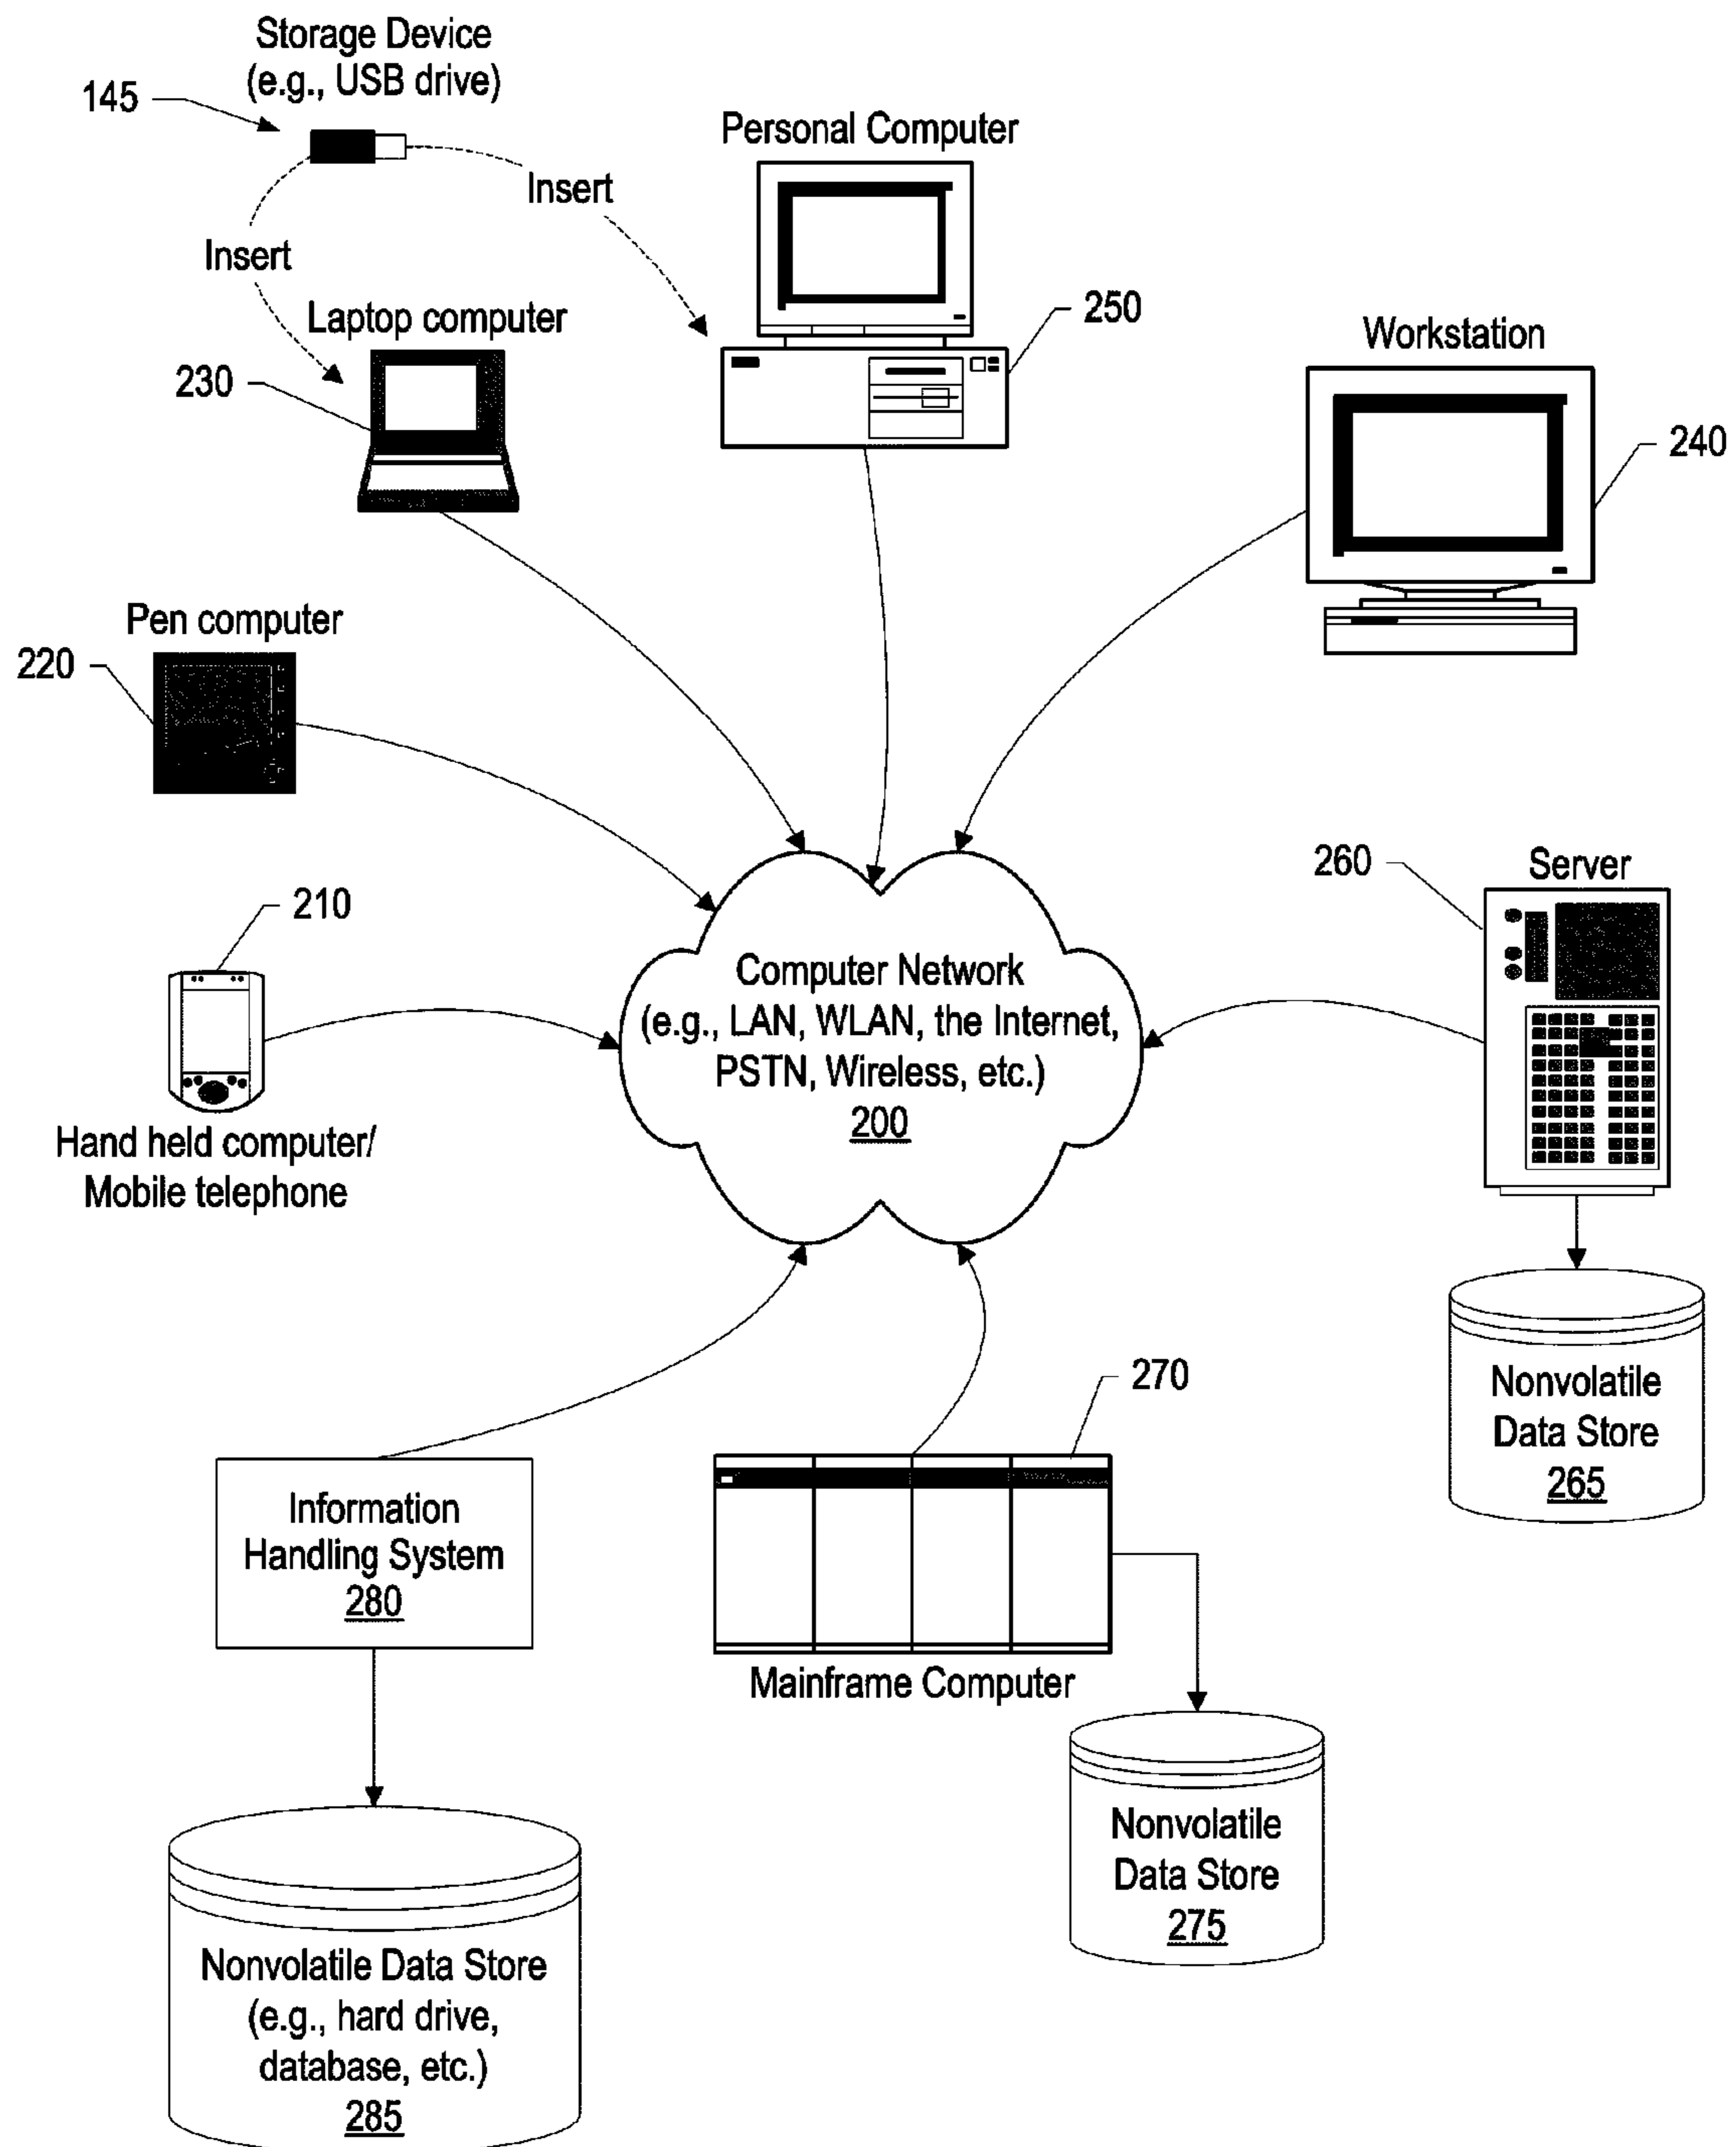 Storage Device
(e.g., USB drive)
145
Insert
Insert
Personal Computer
250
Laptop computer
230
Workstation
240
Pen computer
220
210
Hand held computer/
Mobile telephone
Computer Network
(e.g., LAN, WLAN, the Internet,
PSTN, Wireless, etc.)
200
260
Server
Nonvolatile
Data Store
265
270
Mainframe Computer
Nonvolatile
Data Store
275
Information
Handling System
280
Nonvolatile Data Store
(e.g., hard drive,
database, etc.)
285